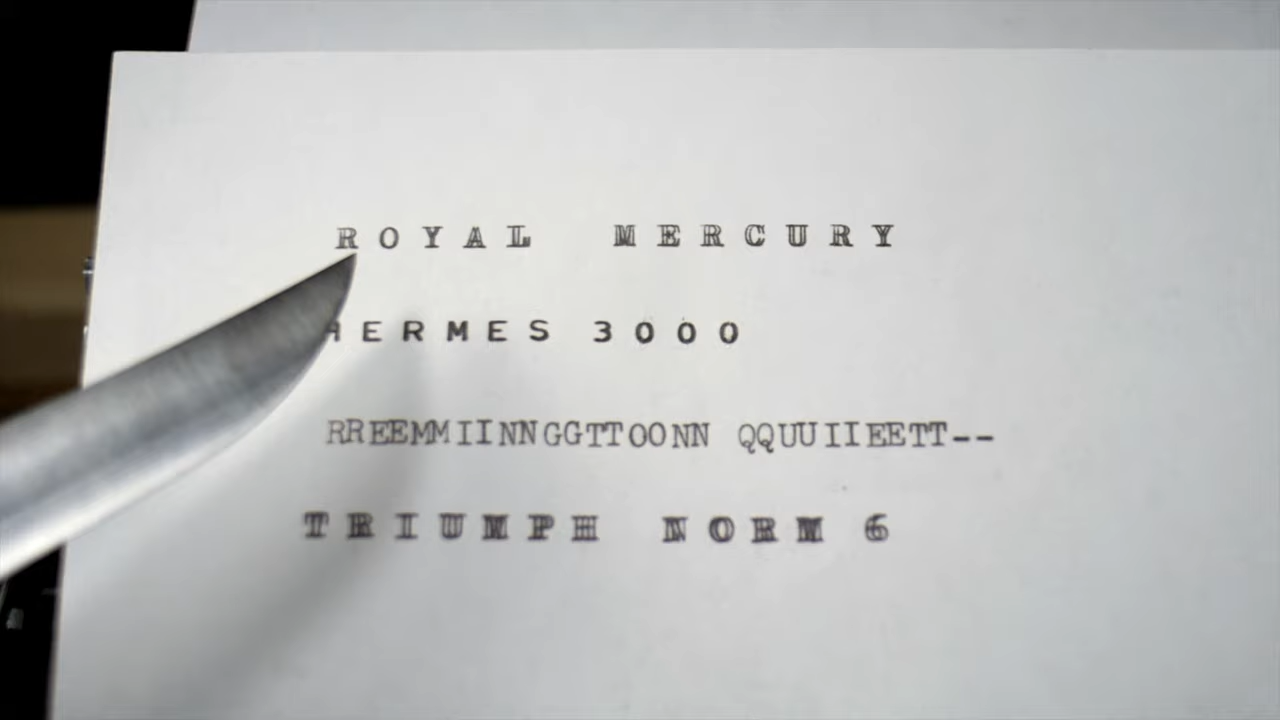 ROYAL MERCURY
HERMES 3000
RREEMMIINNGGTTOONN QQUUIIEETT--
TRIUMPH NORM 6